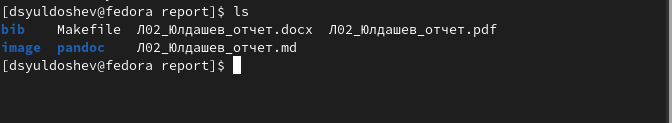 [dsyuldoshev@fedora report]$ ls
bib    Makefile  Л02_Юлдашев_отчет.docx  Л02_Юлдашев_отчет.pdf
image  pandoc    Л02_Юлдашев_отчет.md
[dsyuldoshev@fedora report]$